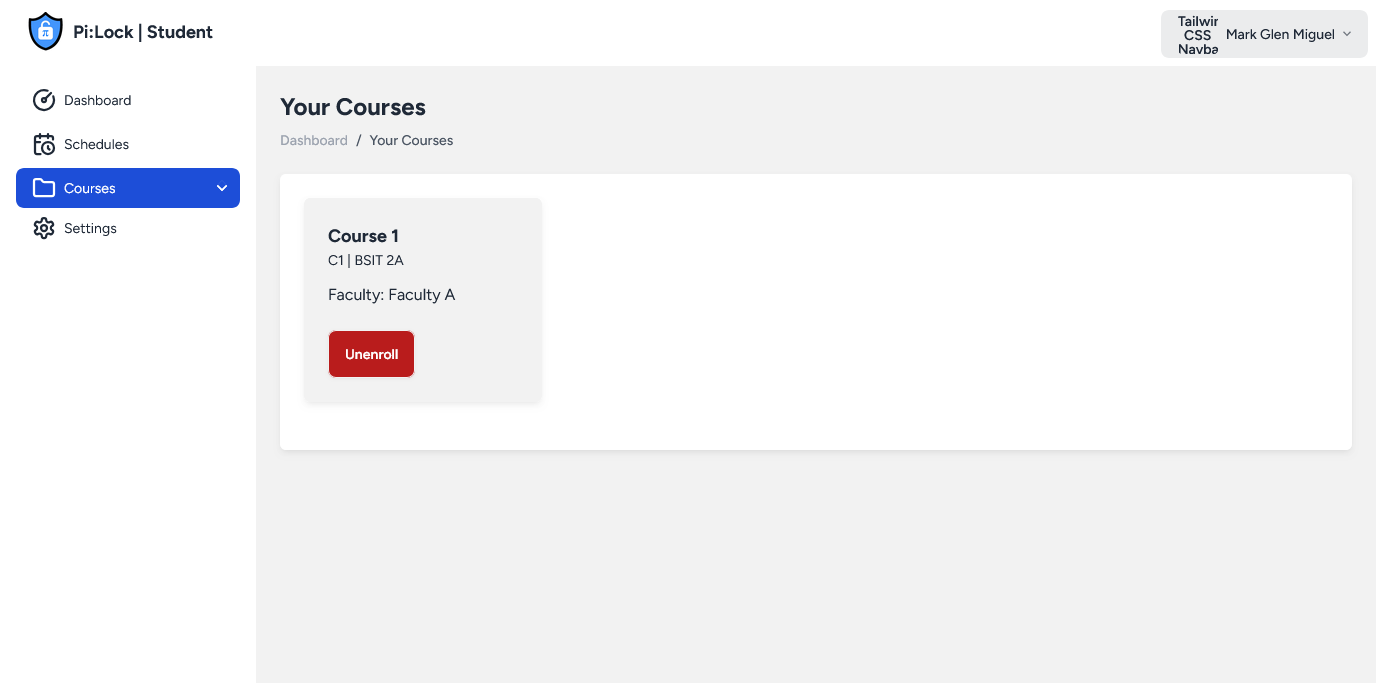 Pi:Lock | Student
Tailwin
CSS
Navba
Mark Glen Miguel
Dashboard
Schedules
Courses
Settings
Your Courses
Dashboard / Your Courses
Course 1
C1 | BSIT 2A
Faculty: Faculty A
Unenroll